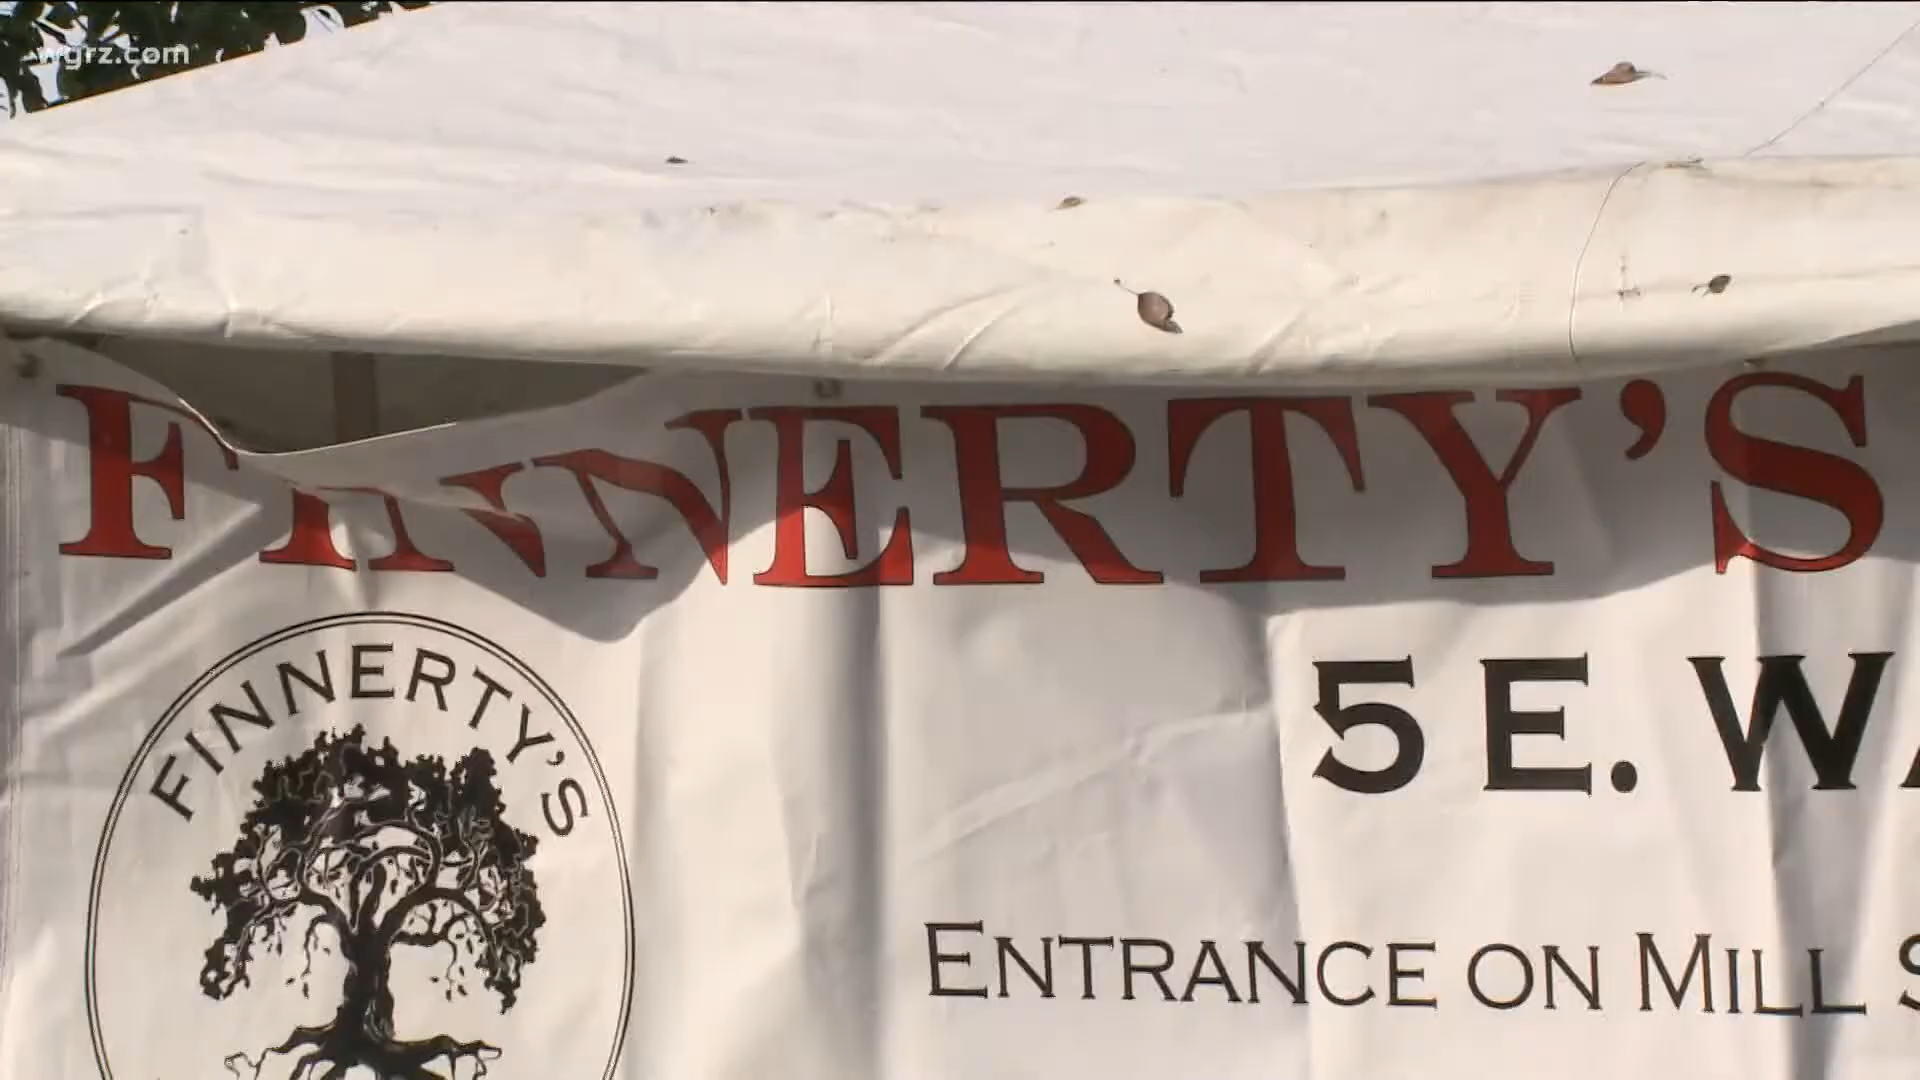 wgrz.com
FINNERTY'S
FINNERTY'S
5 E. WA
ENTRANCE ON MILL S